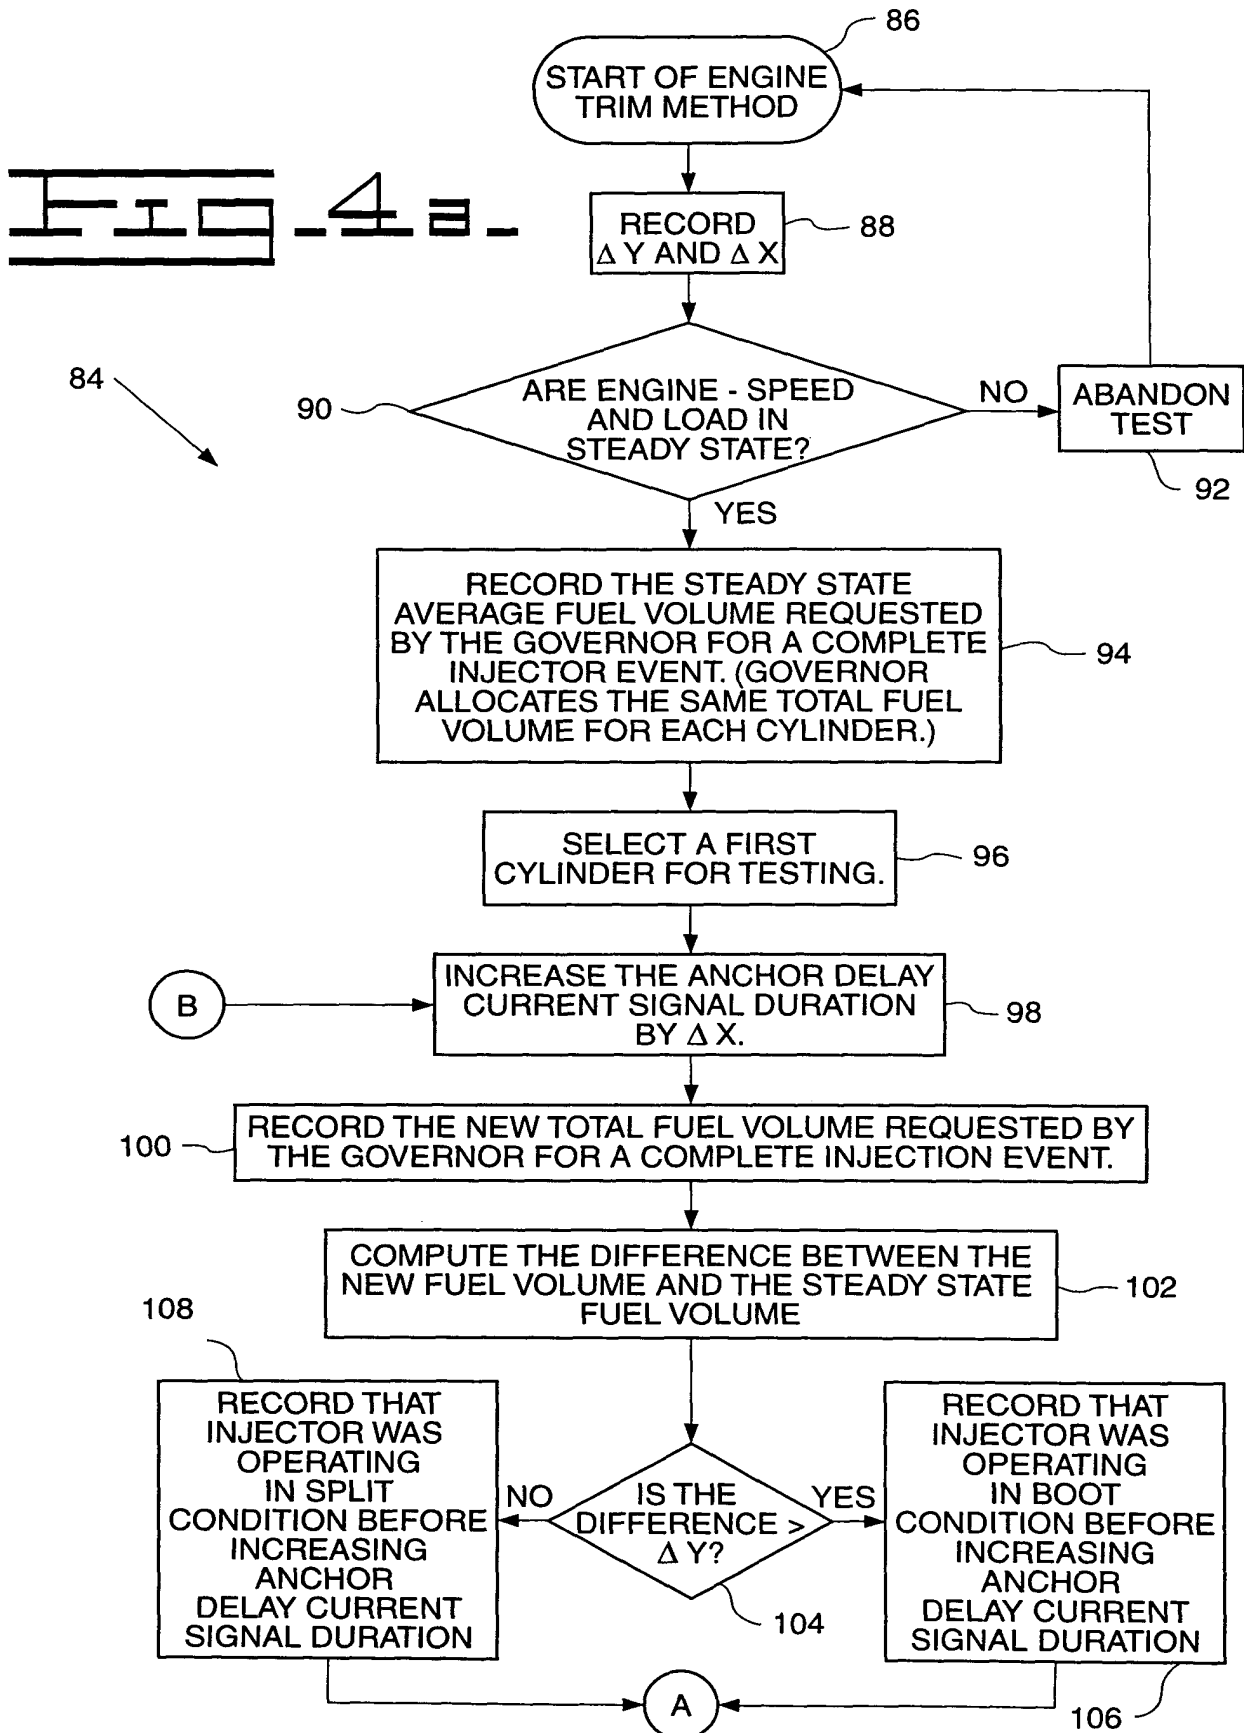 86
START OF ENGINE
TRIM METHOD
Fig. 4a.
RECORD
Δ Y AND Δ X
88
84
90
ARE ENGINE - SPEED
AND LOAD IN
STEADY STATE?
NO
ABANDON
TEST
92
YES
RECORD THE STEADY STATE
AVERAGE FUEL VOLUME REQUESTED
BY THE GOVERNOR FOR A COMPLETE
INJECTOR EVENT. (GOVERNOR
ALLOCATES THE SAME TOTAL FUEL
VOLUME FOR EACH CYLINDER.)
94
SELECT A FIRST
CYLINDER FOR TESTING.
96
B
INCREASE THE ANCHOR DELAY
CURRENT SIGNAL DURATION
BY Δ X.
98
100
RECORD THE NEW TOTAL FUEL VOLUME REQUESTED BY
THE GOVERNOR FOR A COMPLETE INJECTION EVENT.
COMPUTE THE DIFFERENCE BETWEEN THE
NEW FUEL VOLUME AND THE STEADY STATE
FUEL VOLUME
102
108
RECORD THAT
INJECTOR WAS
OPERATING
IN SPLIT
CONDITION BEFORE
INCREASING
ANCHOR
DELAY CURRENT
SIGNAL DURATION
NO
IS THE
DIFFERENCE >
Δ Y?
YES
104
RECORD THAT
INJECTOR WAS
OPERATING
IN BOOT
CONDITION BEFORE
INCREASING
ANCHOR
DELAY CURRENT
SIGNAL DURATION
106
A